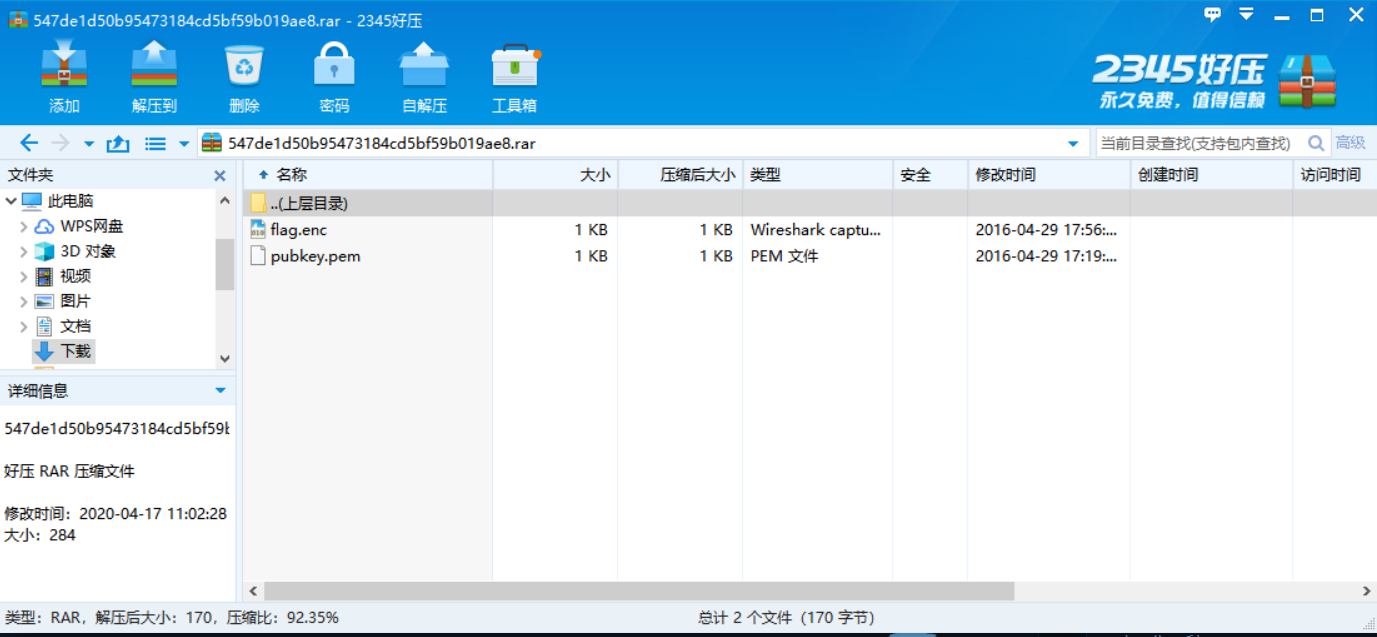 547de1d50b95473184cd5bf59b019ae8.rar - 2345好压
添加 解压到 删除 密码 自解压 工具箱
2345好压
永久免费，值得信赖
547de1d50b95473184cd5bf59b019ae8.rar
当前目录查找(支持包内查找) 高级
文件夹
名称 大小 压缩后大小 类型 安全 修改时间 创建时间 访问时间
此电脑
WPS网盘
3D 对象
视频
图片
文档
下载
..(上层目录)
flag.enc 1 KB 1 KB Wireshark captu... 2016-04-29 17:56:...
pubkey.pem 1 KB 1 KB PEM 文件 2016-04-29 17:19:...
详细信息
547de1d50b95473184cd5bf59b
好压 RAR 压缩文件
修改时间：2020-04-17 11:02:28
大小：284
类型：RAR，解压后大小：170，压缩比：92.35%
总计 2 个文件（170 字节）